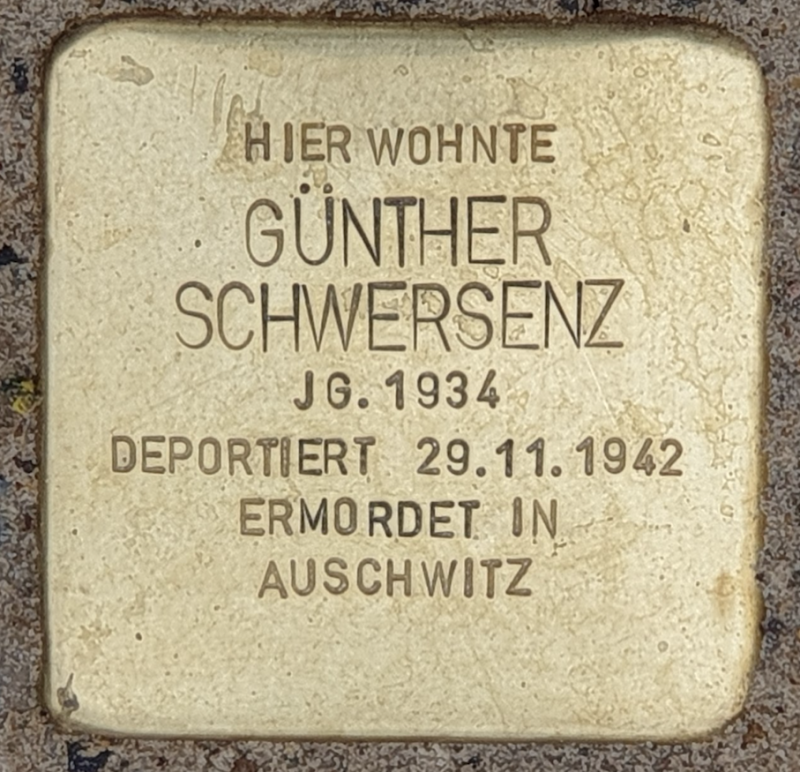 HIER WOHNTE
GÜNTHER
SCHWERSENZ
JG. 1934
DEPORTIERT 29.11.1942
ERMORDET IN
AUSCHWITZ